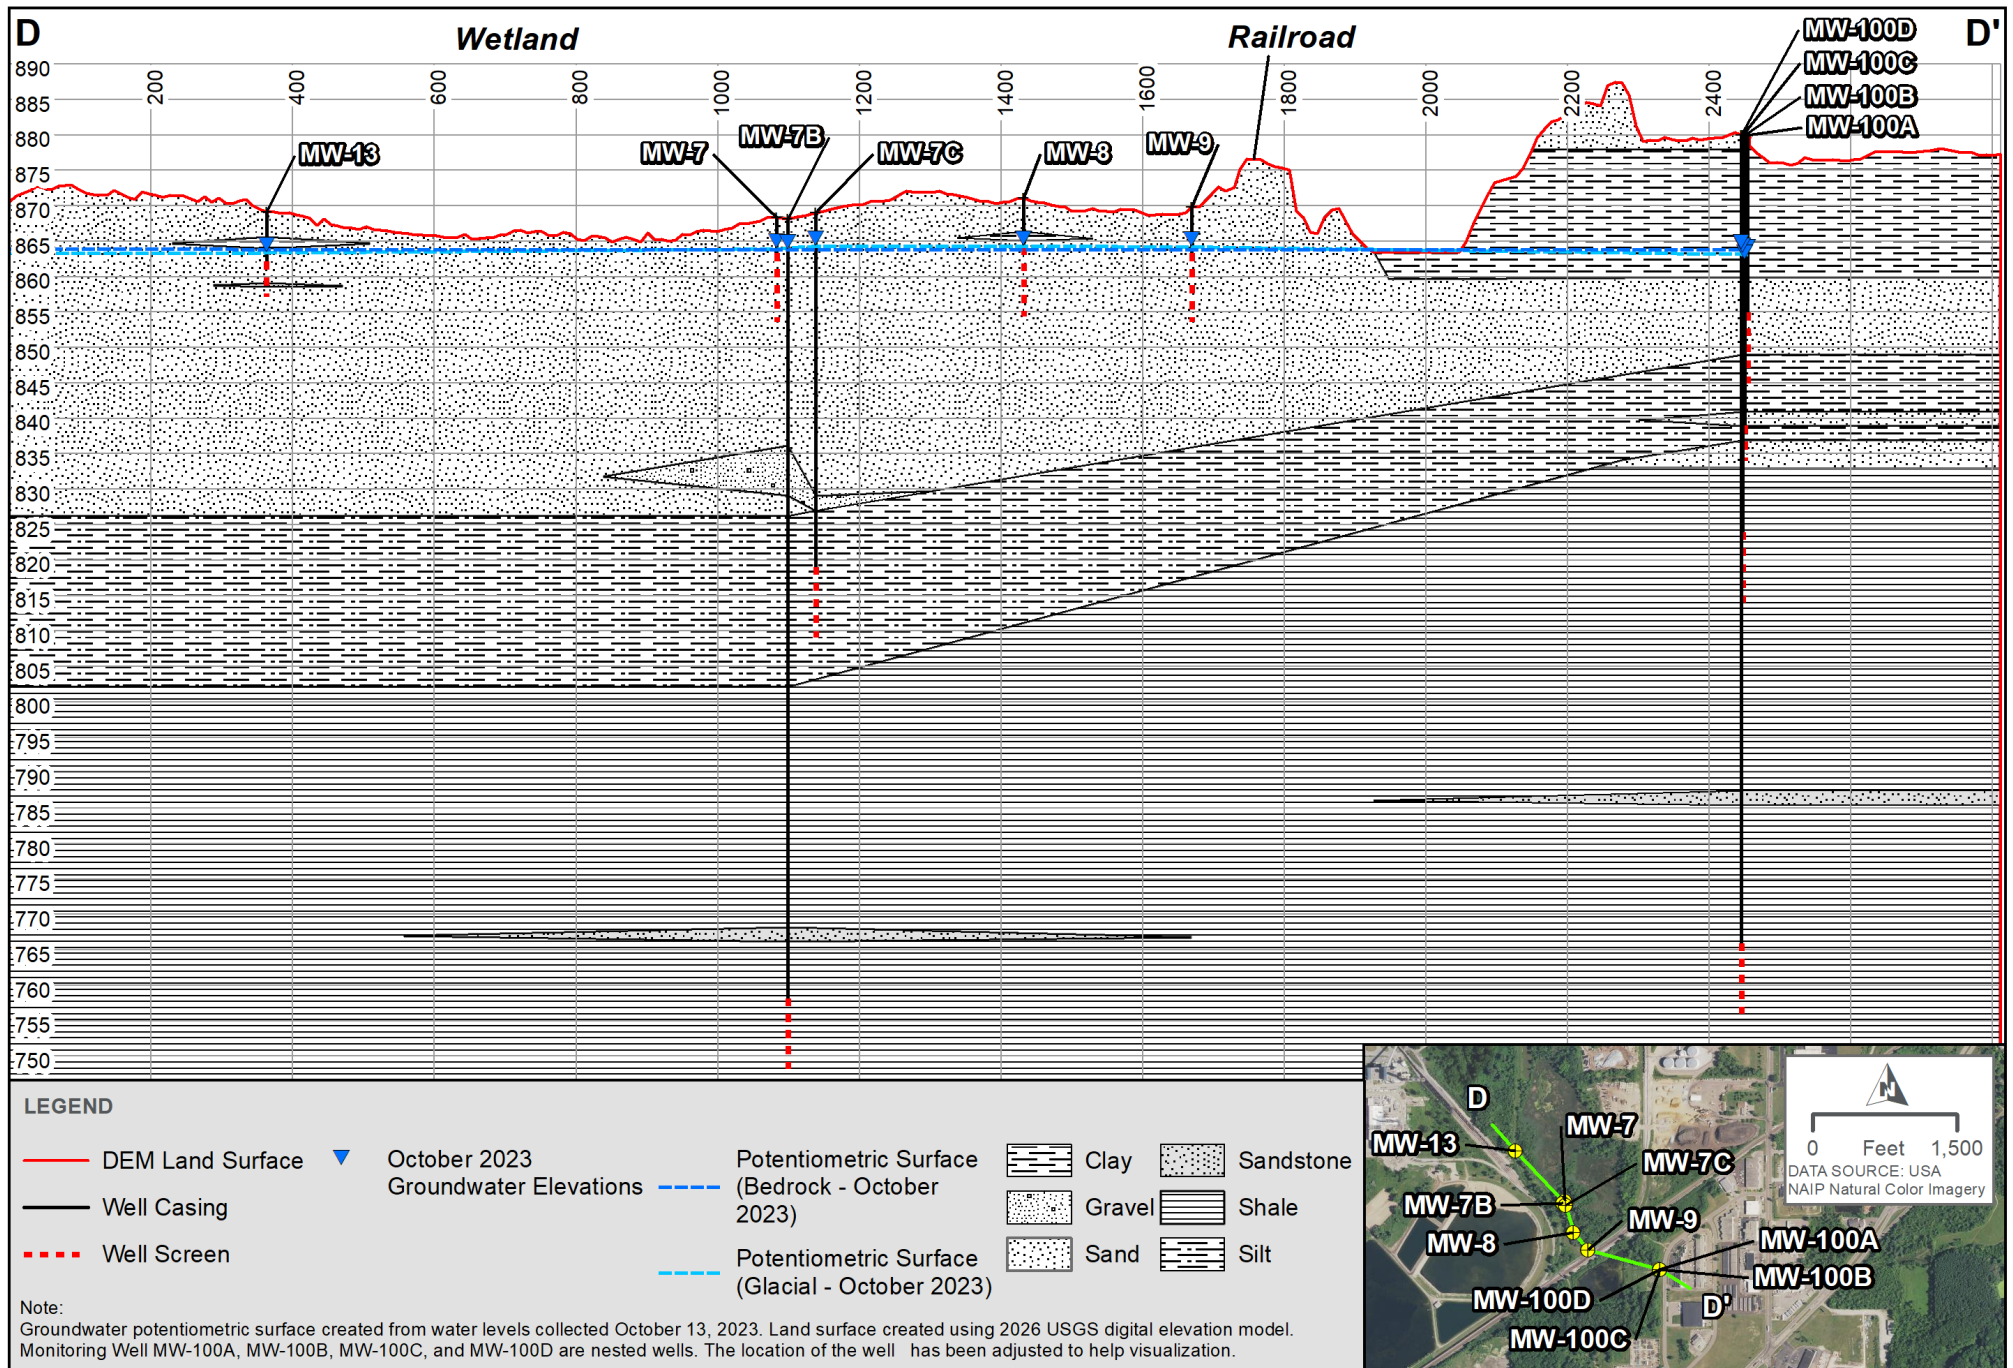 D
Wetland
Railroad
D'
MW-100D
MW-100C
MW-100B
MW-100A
890
885
880
875
870
865
860
855
850
845
840
835
830
825
820
815
810
805
800
795
790
785
780
775
770
765
760
755
750
200
400
600
800
1000
1200
1400
1600
1800
2000
2200
2400
MW-13
MW-7
MW-7B
MW-7C
MW-8
MW-9
LEGEND
DEM Land Surface
Well Casing
Well Screen
October 2023
Groundwater Elevations
Potentiometric Surface
(Bedrock - October
2023)
Potentiometric Surface
(Glacial - October 2023)
Clay
Gravel
Sand
Sandstone
Shale
Silt
Note:
Groundwater potentiometric surface created from water levels collected October 13, 2023. Land surface created using 2026 USGS digital elevation model.
Monitoring Well MW-100A, MW-100B, MW-100C, and MW-100D are nested wells. The location of the well has been adjusted to help visualization.
D
MW-13
MW-7
MW-7C
MW-7B
MW-9
MW-8
MW-100A
MW-100B
MW-100D
D'
MW-100C
N
0 Feet 1,500
DATA SOURCE: USA
NAIP Natural Color Imagery